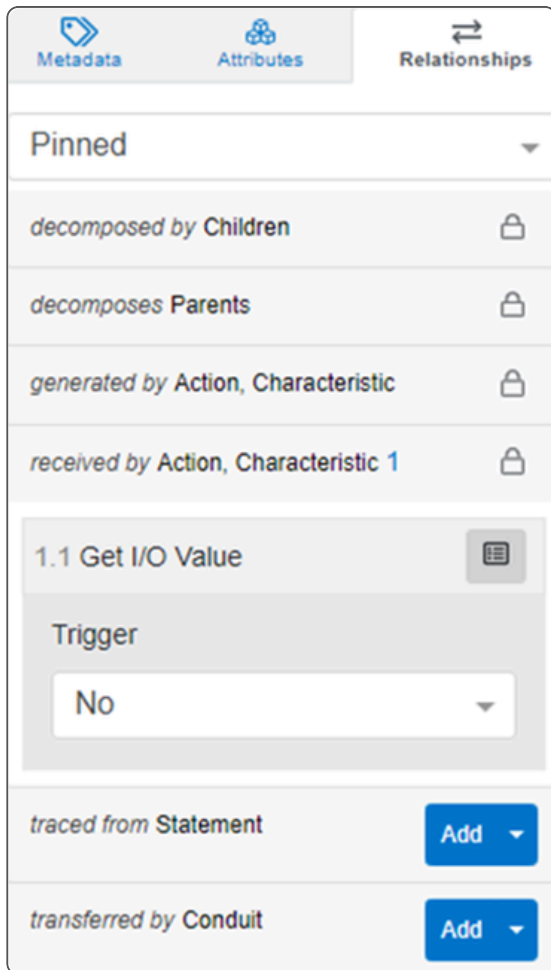 Metadata
Attributes
Relationships
Pinned
decomposed by Children
decomposes Parents
generated by Action, Characteristic
received by Action, Characteristic 1
1.1 Get I/O Value
Trigger
No
traced from Statement
Add
transferred by Conduit
Add